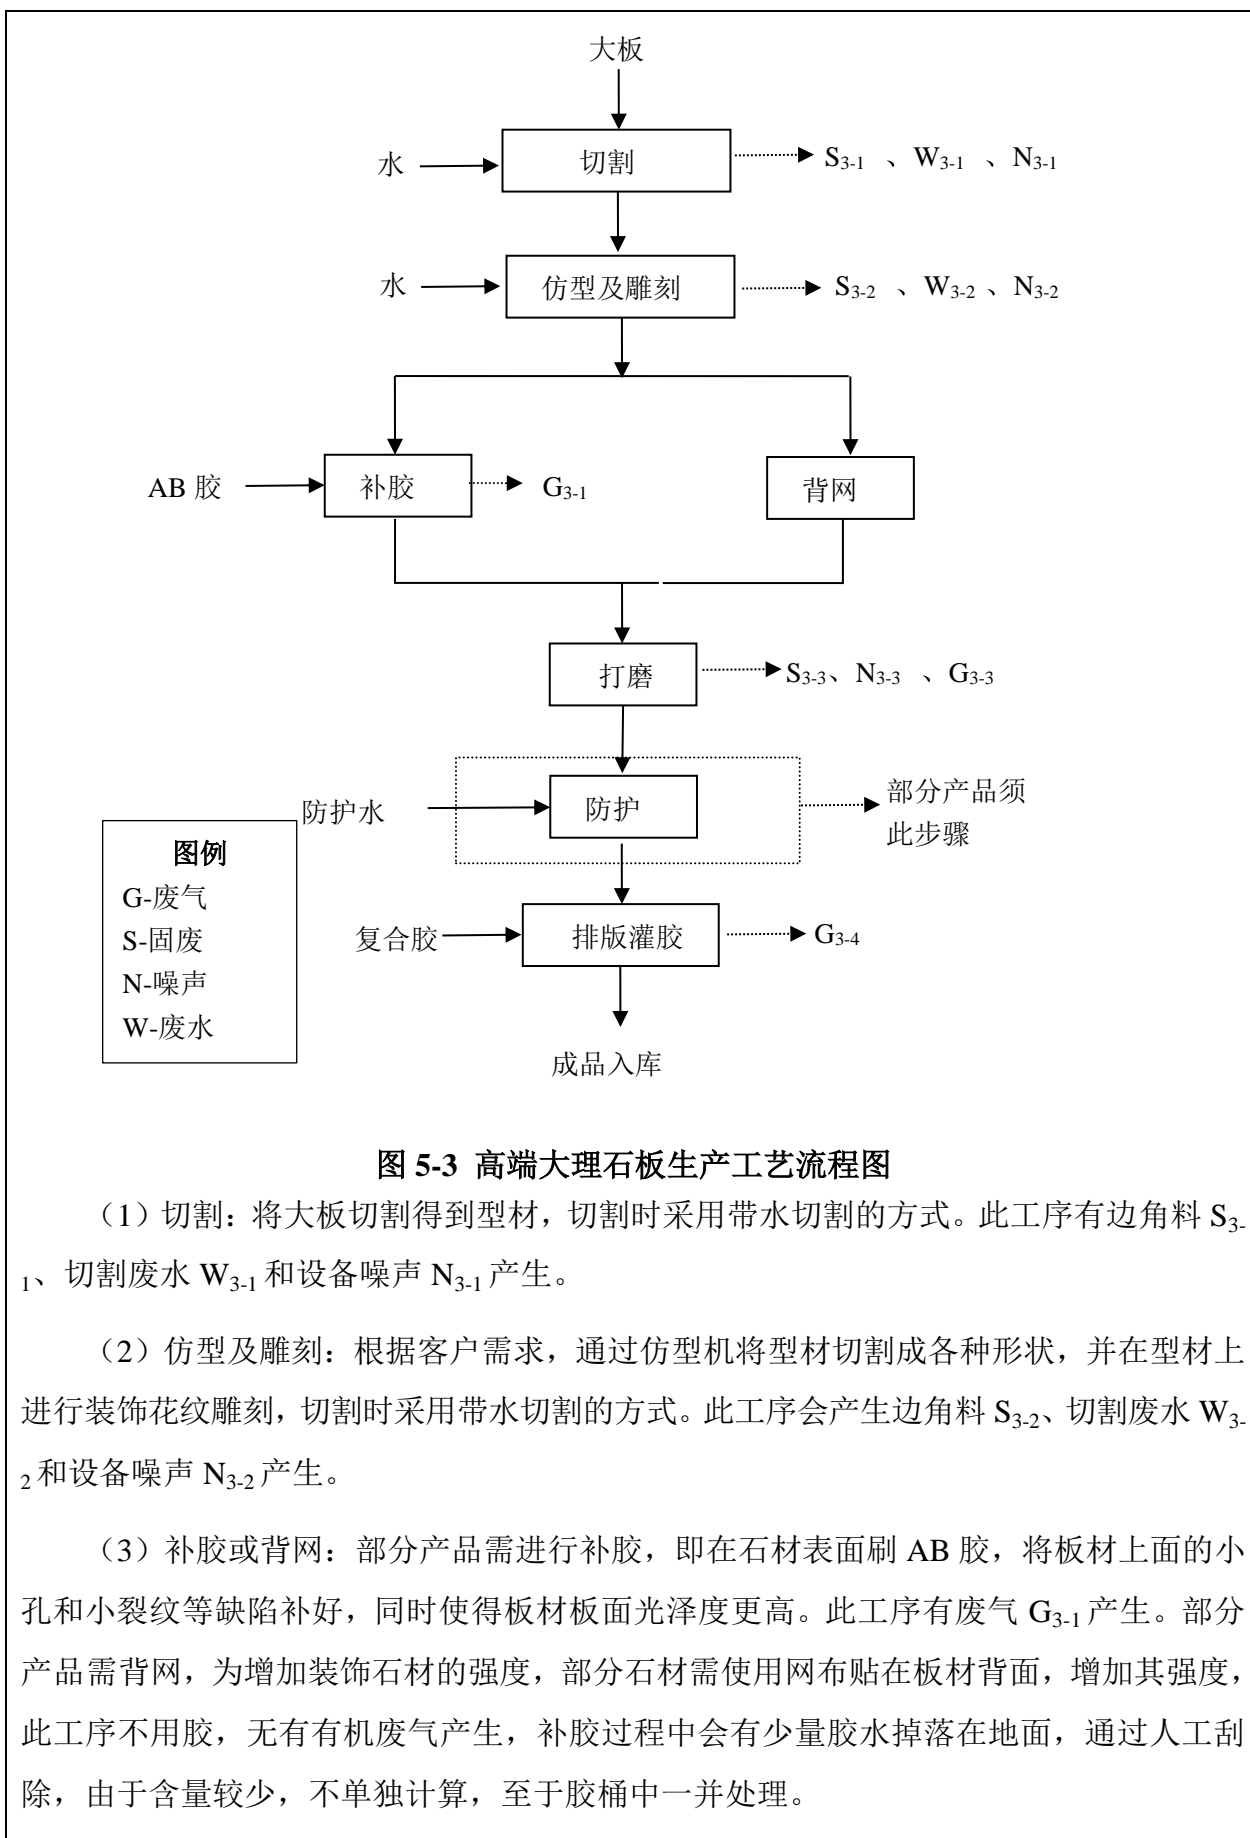 大板
水
切割
S3-1 、W3-1 、N3-1
水
仿型及雕刻
S3-2 、W3-2 、N3-2
AB 胶
补胶
G3-1
背网
打磨
S3-3、N3-3 、G3-3
防护水
防护
部分产品须
此步骤
图例
G-废气
S-固废
N-噪声
W-废水
复合胶
排版灌胶
G3-4
成品入库
图 5-3 高端大理石板生产工艺流程图
（1）切割：将大板切割得到型材，切割时采用带水切割的方式。此工序有边角料 S3-
1、切割废水 W3-1 和设备噪声 N3-1 产生。
（2）仿型及雕刻：根据客户需求，通过仿型机将型材切割成各种形状，并在型材上
进行装饰花纹雕刻，切割时采用带水切割的方式。此工序会产生边角料 S3-2、切割废水 W3-
2 和设备噪声 N3-2 产生。
（3）补胶或背网：部分产品需进行补胶，即在石材表面刷 AB 胶，将板材上面的小
孔和小裂纹等缺陷补好，同时使得板材板面光泽度更高。此工序有废气 G3-1 产生。部分
产品需背网，为增加装饰石材的强度，部分石材需使用网布贴在板材背面，增加其强度，
此工序不用胶，无有有机废气产生，补胶过程中会有少量胶水掉落在地面，通过人工刮
除，由于含量较少，不单独计算，至于胶桶中一并处理。